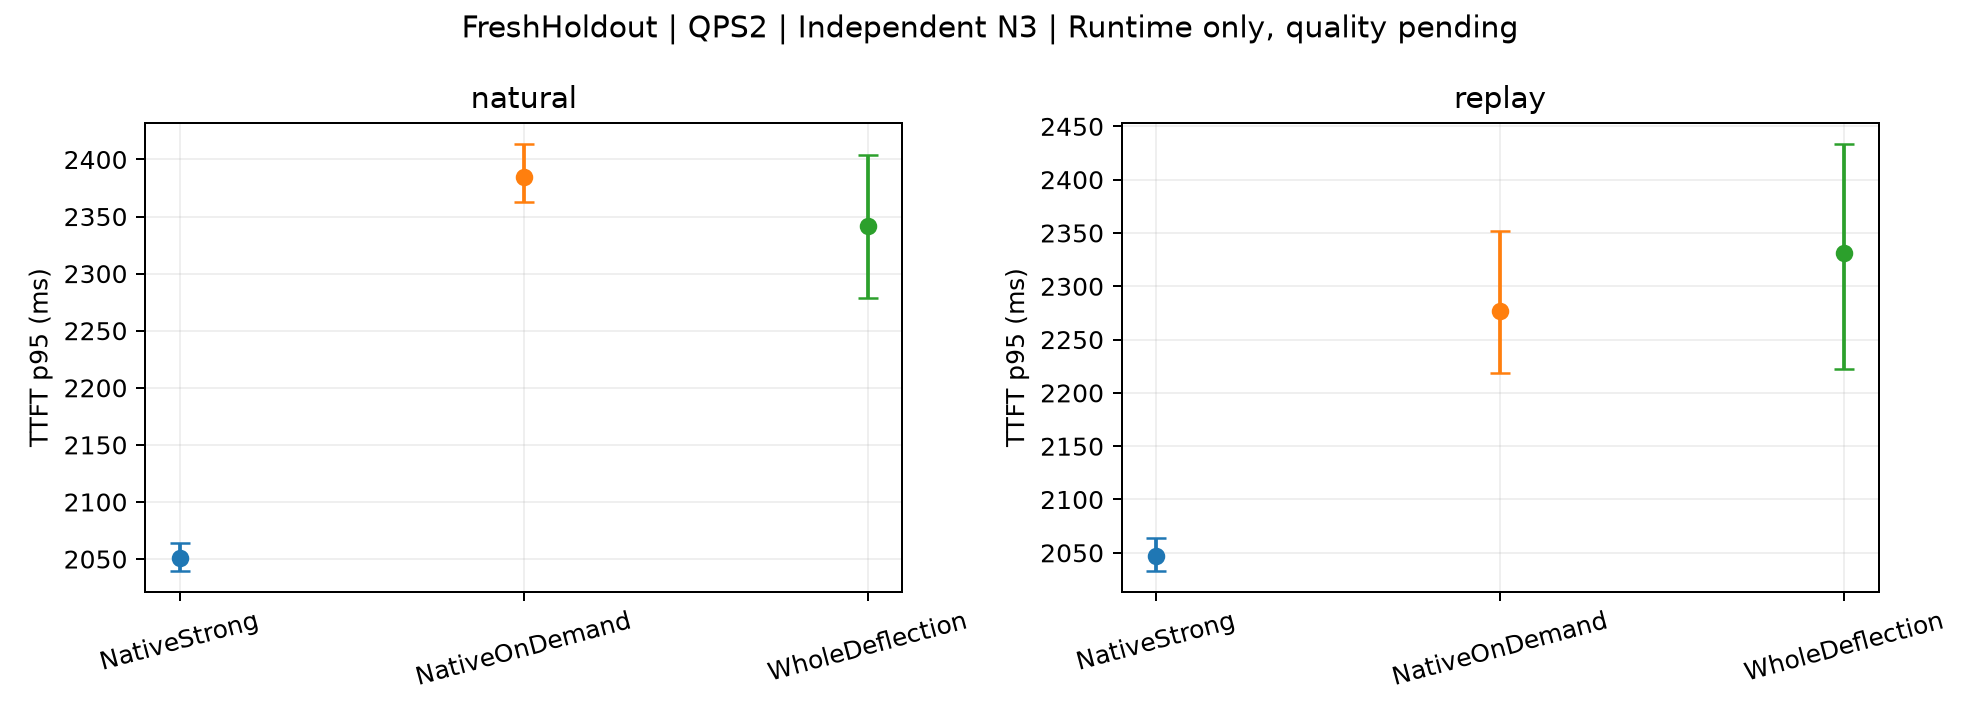 FreshHoldout | QPS2 | Independent N3 | Runtime only, quality pending
natural
TTFT p95 (ms)
2400
2350
2300
2250
2200
2150
2100
2050
NativeStrong
NativeOnDemand
WholeDeflection
replay
TTFT p95 (ms)
2450
2400
2350
2300
2250
2200
2150
2100
2050
NativeStrong
NativeOnDemand
WholeDeflection